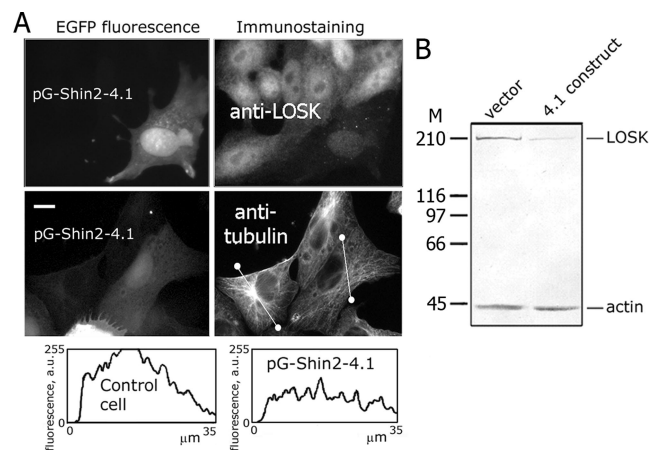 A
EGFP fluorescence
Immunostaining
pG-Shin2-4.1
anti-LOSK
pG-Shin2-4.1
anti-
tubulin
fluorescence, a.u.
255
0
Control
cell
0
μm
35
fluorescence, a.u.
255
0
pG-Shin2-4.1
0
μm
35
B
vector
4.1 construct
M
210
LOSK
116
97
66
45
actin